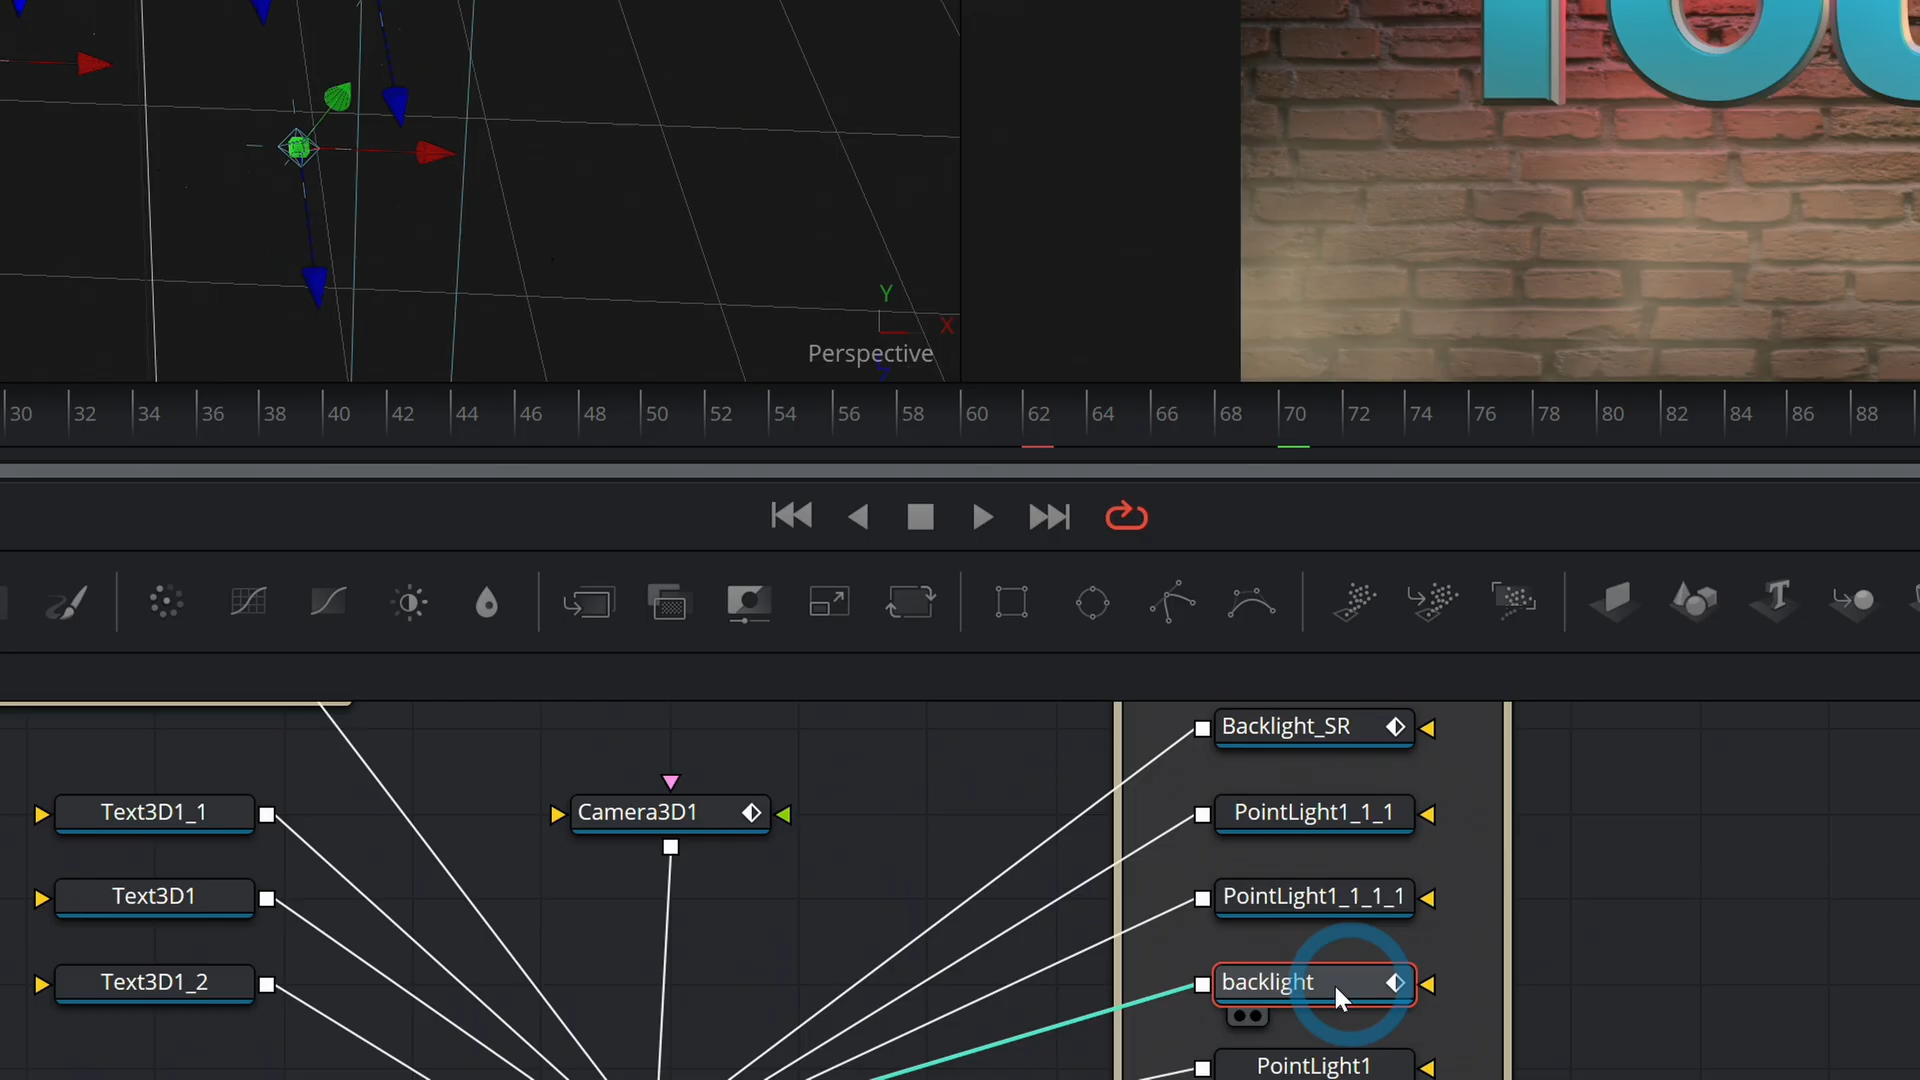 YOU
Y
X
Perspective
Z
30 32 34 36 38 40 42 44 46 48 50 52 54 56 58 60 62 64 66 68 70 72 74 76 78 80 82 84 86 88
T
Backlight_SR
Text3D1_1
Camera3D1
PointLight1_1_1
Text3D1
PointLight1_1_1_1
Text3D1_2
backlight
PointLight1